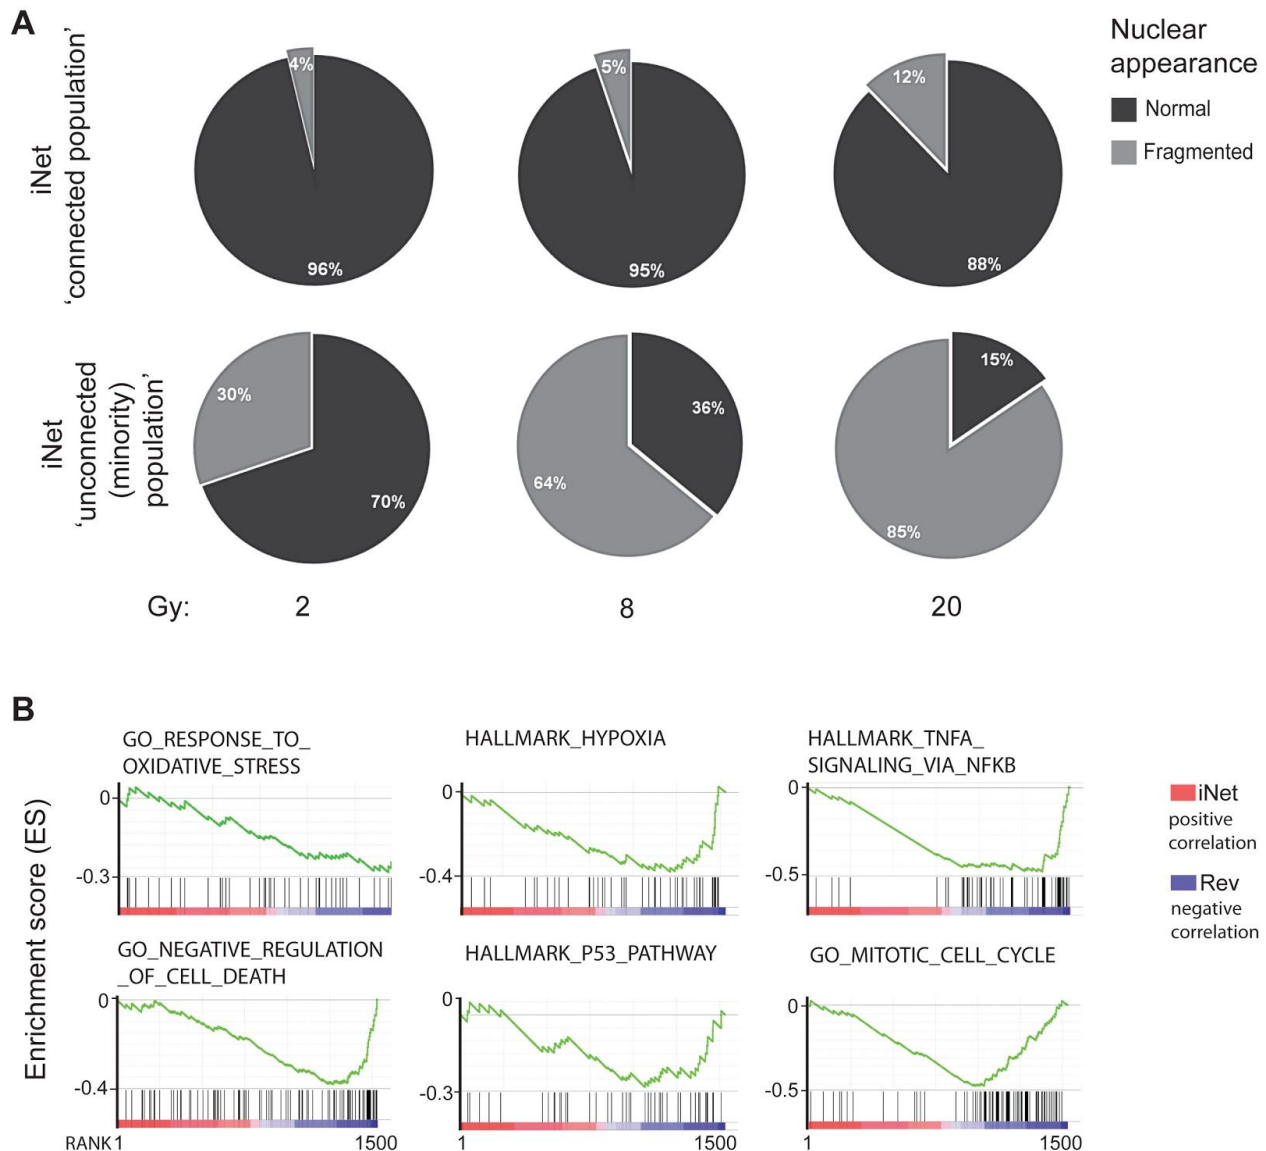 A
iNet
‘connected population’
4%
96%
5%
95%
12%
88%
Nuclear
appearance
Normal
Fragmented
iNet
‘unconnected
(minority)
population’
30%
70%
36%
64%
15%
85%
Gy: 2 8 20
B
Enrichment score (ES)
GO_RESPONSE_TO_
OXIDATIVE_STRESS
0
-0.3
HALLMARK_HYPOXIA
0
-0.4
HALLMARK_TNFA_
SIGNALING_VIA_NFKB
0
-0.5
iNet
positive
correlation
Rev
negative
correlation
GO_NEGATIVE_REGULATION
_OF_CELL_DEATH
0
-0.4
RANK 1 1500
HALLMARK_P53_PATHWAY
0
-0.3
1 1500
GO_MITOTIC_CELL_CYCLE
0
-0.5
1 1500